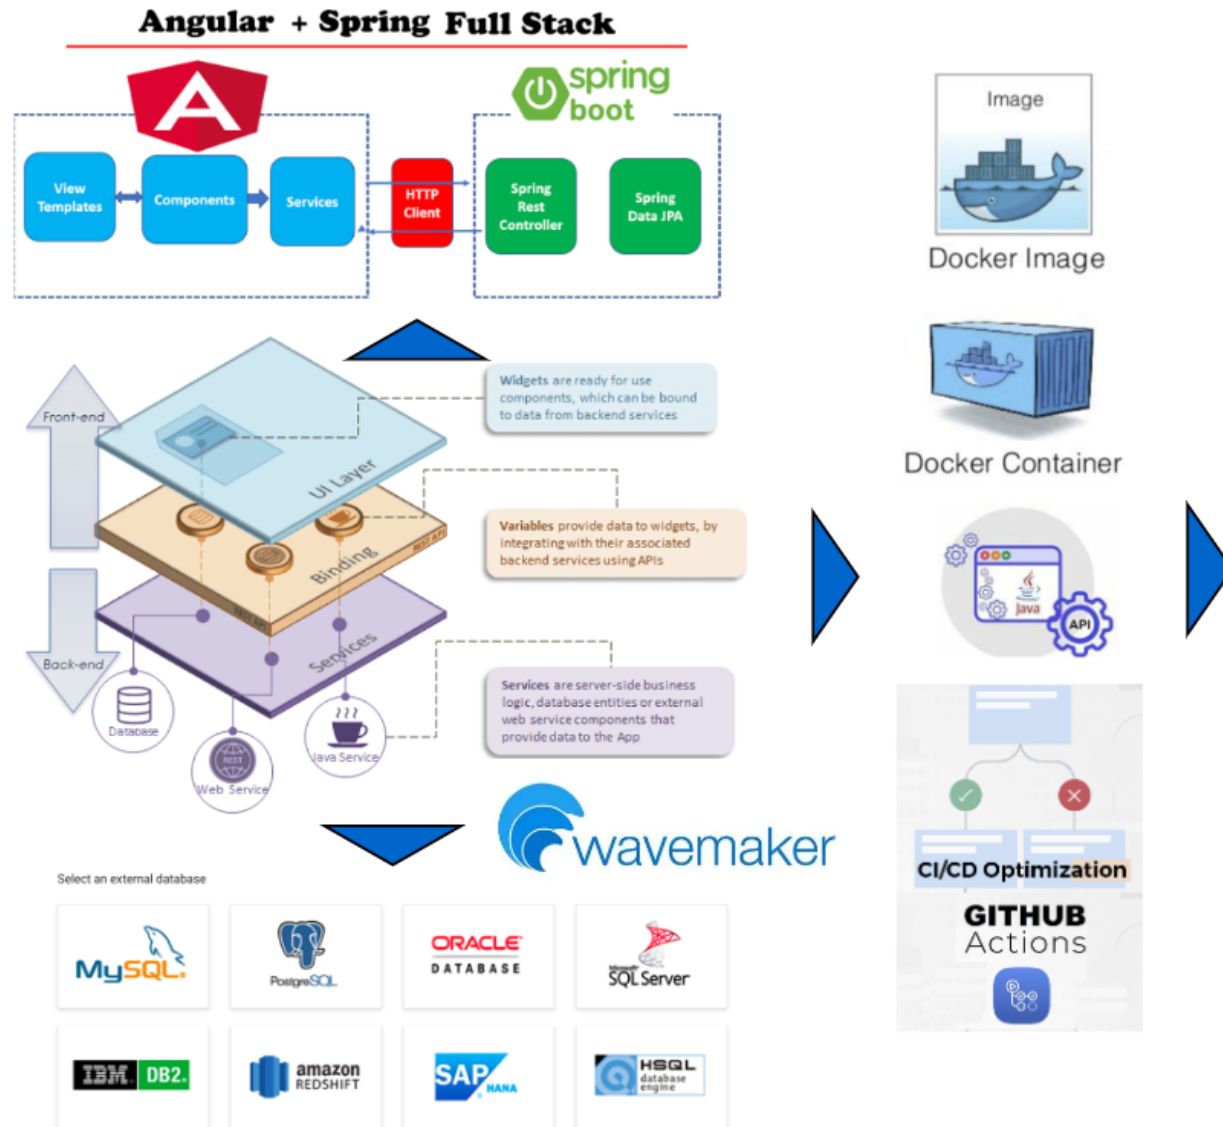 Angular + Spring Full Stack
spring
boot
View
Templates
Components
Services
HTTP
Client
Spring
Rest
Controller
Spring
Data JPA
Front-end
Back-end
UI Layer
Binding
REST API
REST API
Services
Widgets are ready for use
components, which can be bound
to data from backend services
Variables provide data to widgets, by
integrating with their associated
backend services using APIs
Services are server-side business
logic, database entities or external
web service components that
provide data to the App
Database
REST
Web Service
Java Service
wavemaker
Select an external database
MySQL
PostgreSQL
ORACLE
DATABASE
Microsoft
SQL Server
IBM DB2.
amazon
REDSHIFT
SAP HANA
HSQL
database
engine
Image
Docker Image
Docker Container
java
API
CI/CD Optimization
GITHUB
Actions